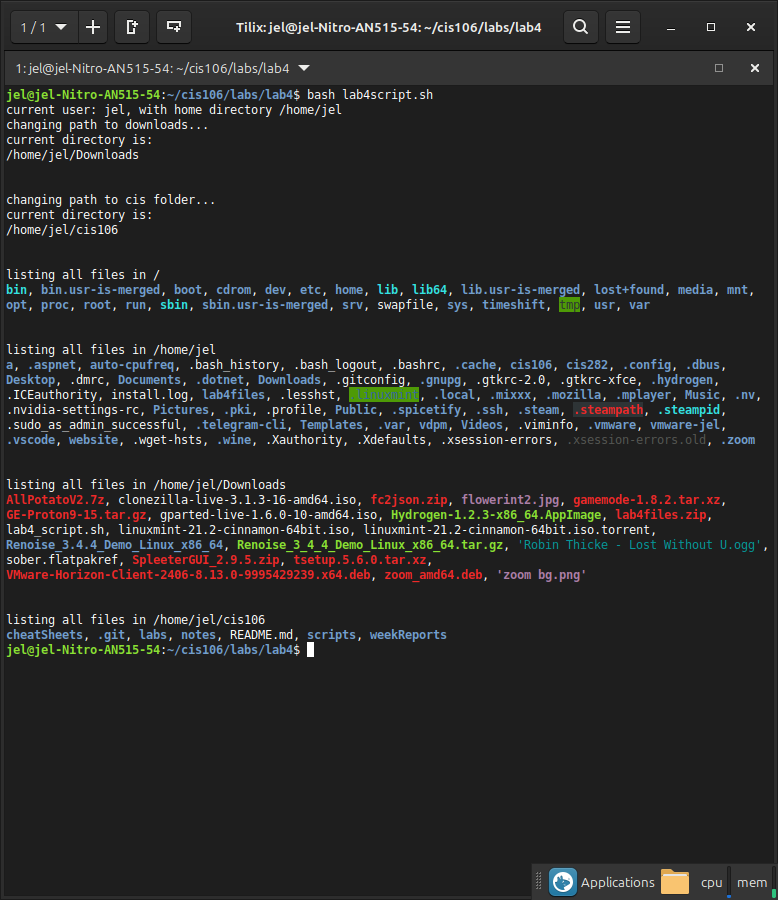 1 / 1
Tilix: jel@jel-Nitro-AN515-54: ~/cis106/labs/lab4
1: jel@jel-Nitro-AN515-54: ~/cis106/labs/lab4
jel@jel-Nitro-AN515-54:~/cis106/labs/lab4$ bash lab4script.sh
current user: jel, with home directory /home/jel
changing path to downloads...
current directory is:
/home/jel/Downloads
changing path to cis folder...
current directory is:
/home/jel/cis106
listing all files in /
bin, bin.usr-is-merged, boot, cdrom, dev, etc, home, lib, lib64, lib.usr-is-merged, lost+found, media, mnt,
opt, proc, root, run, sbin, sbin.usr-is-merged, srv, swapfile, sys, timeshift, tmp, usr, var
listing all files in /home/jel
a, .aspnet, auto-cpufreq, .bash_history, .bash_logout, .bashrc, .cache, cis106, cis282, .config, .dbus,
Desktop, .dmrc, Documents, .dotnet, Downloads, .gitconfig, .gnupg, .gtkrc-2.0, .gtkrc-xfce, .hydrogen,
.ICEauthority, install.log, lab4files, .lesshst, .linuxmint, .local, .mixxx, .mozilla, .mplayer, Music, .nv,
.nvidia-settings-rc, Pictures, .pki, .profile, Public, .spicetify, .ssh, .steam, .steampath, .steampid,
.sudo_as_admin_successful, .telegram-cli, Templates, .var, vdpm, Videos, .viminfo, .vmware, vmware-jel,
.vscode, website, .wget-hsts, .wine, .Xauthority, .Xdefaults, .xsession-errors, .xsession-errors.old, .zoom
listing all files in /home/jel/Downloads
AllPotatoV2.7z, clonezilla-live-3.1.3-16-amd64.iso, fc2json.zip, flowerint2.jpg, gamemode-1.8.2.tar.xz,
GE-Proton9-15.tar.gz, gparted-live-1.6.0-10-amd64.iso, Hydrogen-1.2.3-x86_64.AppImage, lab4files.zip,
lab4_script.sh, linuxmint-21.2-cinnamon-64bit.iso, linuxmint-21.2-cinnamon-64bit.iso.torrent,
Renoise_3.4.4_Demo_Linux_x86_64, Renoise_3_4_4_Demo_Linux_x86_64.tar.gz, 'Robin Thicke - Lost Without U.ogg',
sober.flatpakref, SpleeterGUI_2.9.5.zip, tsetup.5.6.0.tar.xz,
VMware-Horizon-Client-2406-8.13.0-9995429239.x64.deb, zoom_amd64.deb, 'zoom bg.png'
listing all files in /home/jel/cis106
cheatSheets, .git, labs, notes, README.md, scripts, weekReports
jel@jel-Nitro-AN515-54:~/cis106/labs/lab4$
Applications cpu mem